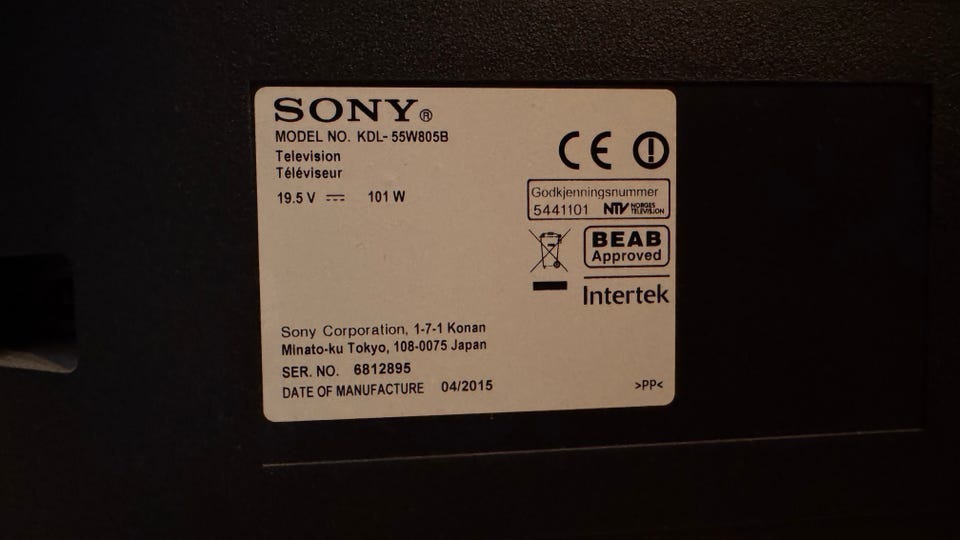 SONY®
MODEL NO. KDL-55W805B
Television
Téléviseur
19.5 V 101 W
CE
Godkjenningsnummer
5441101 NTV NORGES TELEVISJON
BEAB
Approved
Intertek
Sony Corporation, 1-7-1 Konan
Minato-ku Tokyo, 108-0075 Japan
SER. NO. 6812895
DATE OF MANUFACTURE 04/2015
>PP<